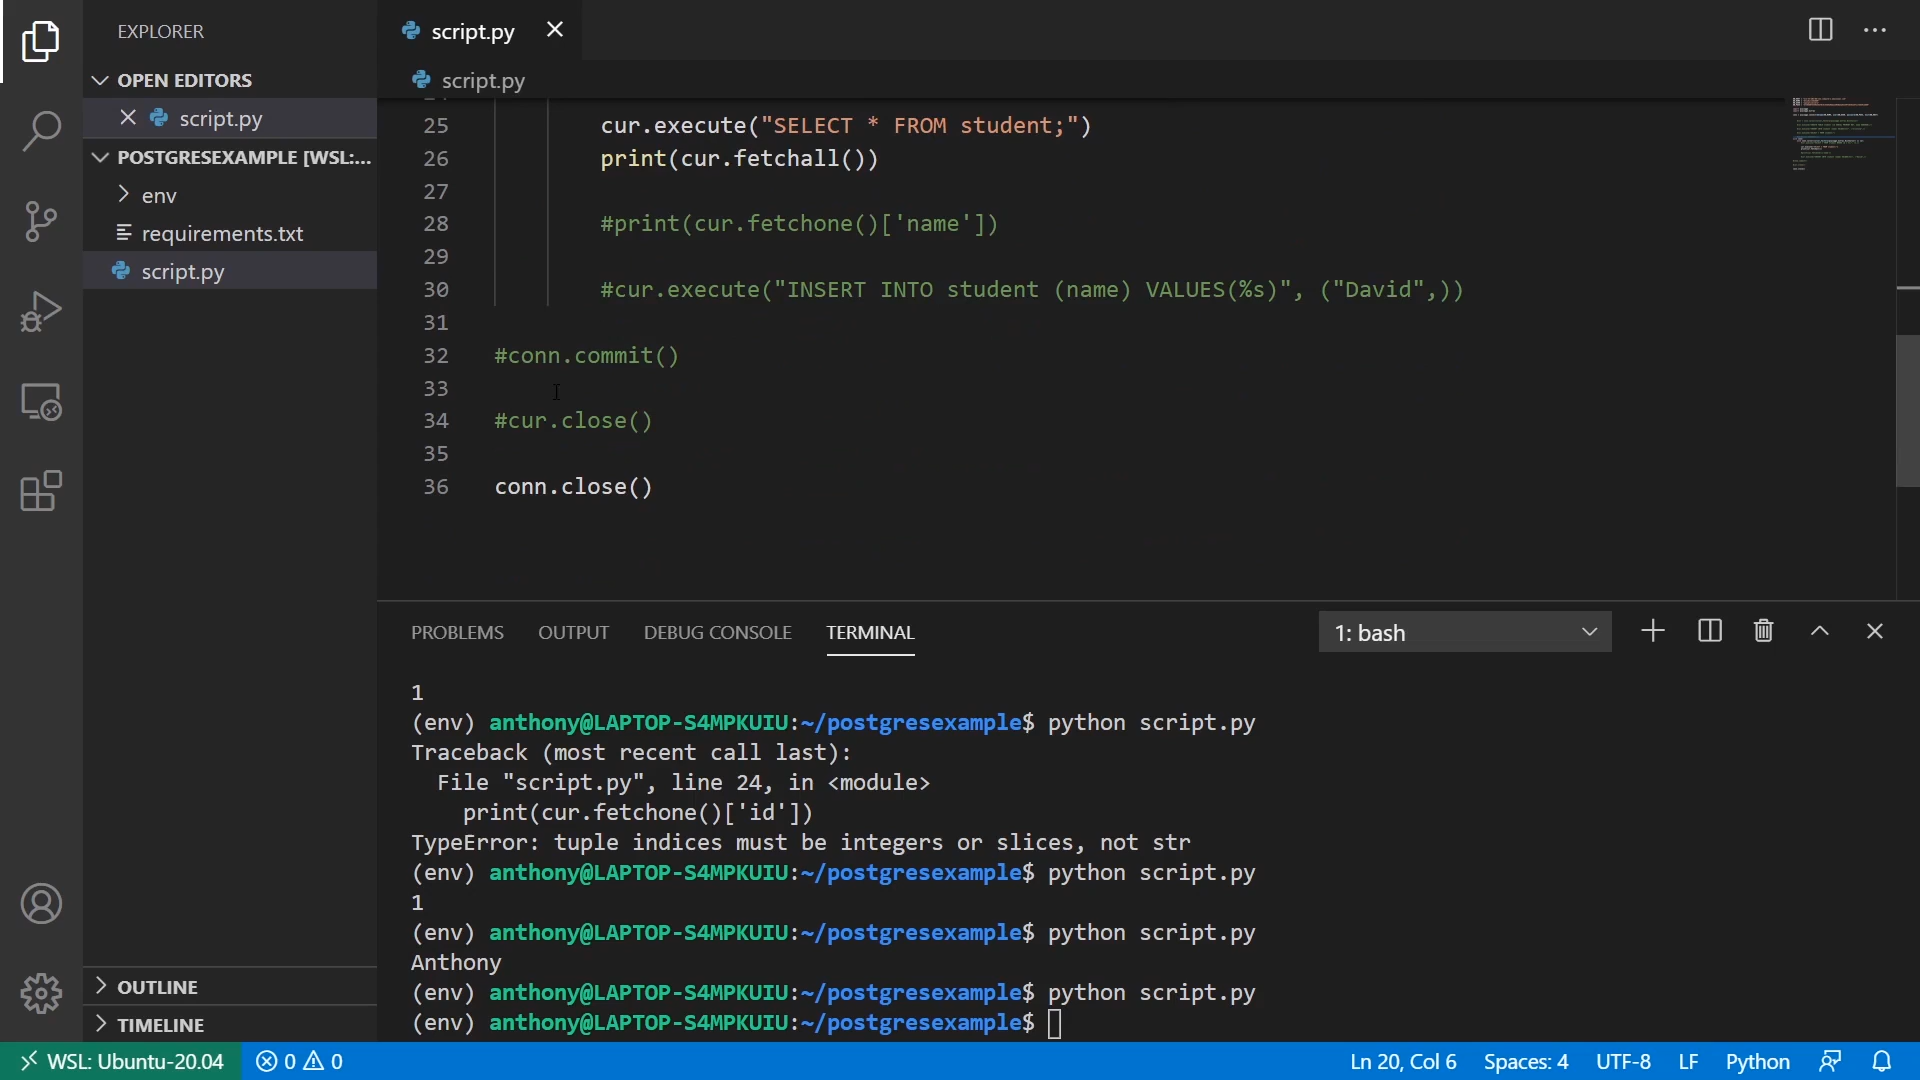 EXPLORER
OPEN EDITORS
script.py
POSTGRESEXAMPLE [WSL:...
env
requirements.txt
script.py
OUTLINE
TIMELINE
script.py
script.py
25 cur.execute("SELECT * FROM student;")
26 print(cur.fetchall())
27
28 #print(cur.fetchone()['name'])
29
30 #cur.execute("INSERT INTO student (name) VALUES(%s)", ("David",))
31
32 #conn.commit()
33
34 #cur.close()
35
36 conn.close()
PROBLEMS OUTPUT DEBUG CONSOLE TERMINAL 1: bash
1
(env) anthony@LAPTOP-S4MPKUIU:~/postgresexample$ python script.py
Traceback (most recent call last):
File "script.py", line 24, in <module>
print(cur.fetchone()['id'])
TypeError: tuple indices must be integers or slices, not str
(env) anthony@LAPTOP-S4MPKUIU:~/postgresexample$ python script.py
1
(env) anthony@LAPTOP-S4MPKUIU:~/postgresexample$ python script.py
Anthony
(env) anthony@LAPTOP-S4MPKUIU:~/postgresexample$ python script.py
(env) anthony@LAPTOP-S4MPKUIU:~/postgresexample$
WSL: Ubuntu-20.04 0 0 Ln 20, Col 6 Spaces: 4 UTF-8 LF Python